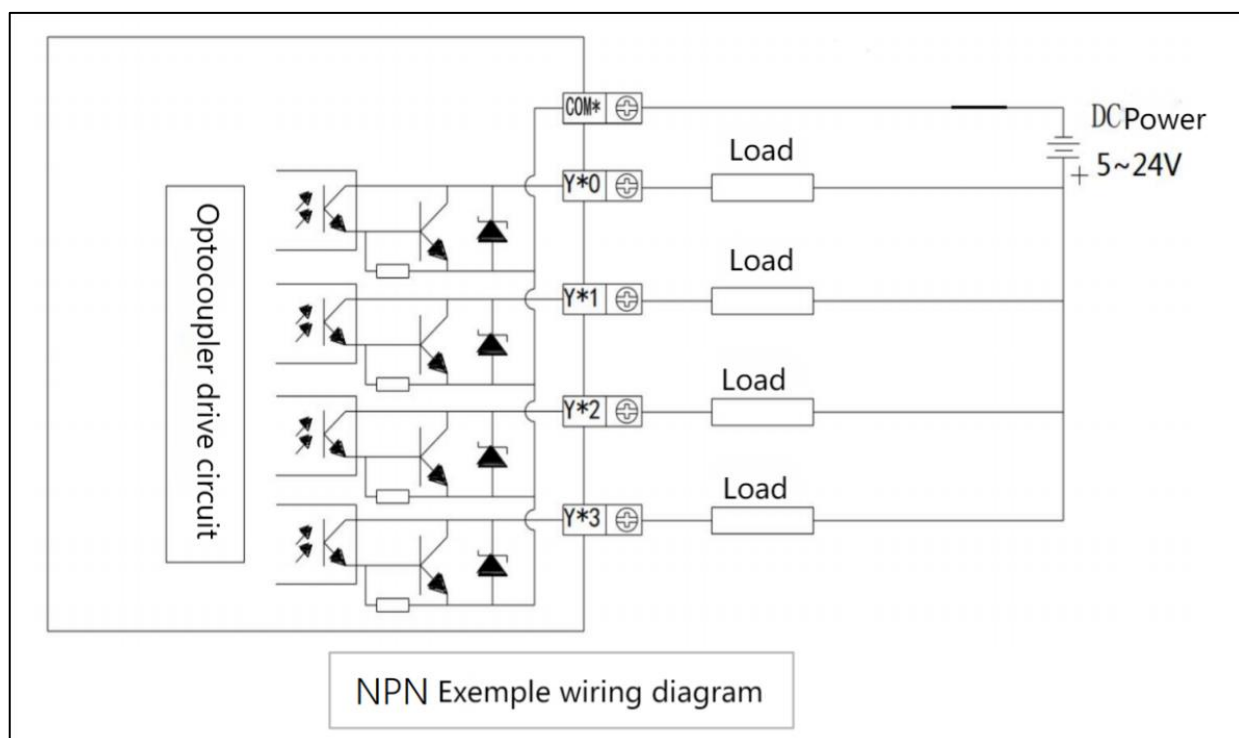 COM*
DCPower
5~24V
+
Load
Y*0
Load
Y*1
Load
Y*2
Load
Y*3
Optocoupler drive circuit
NPN Exemple wiring diagram